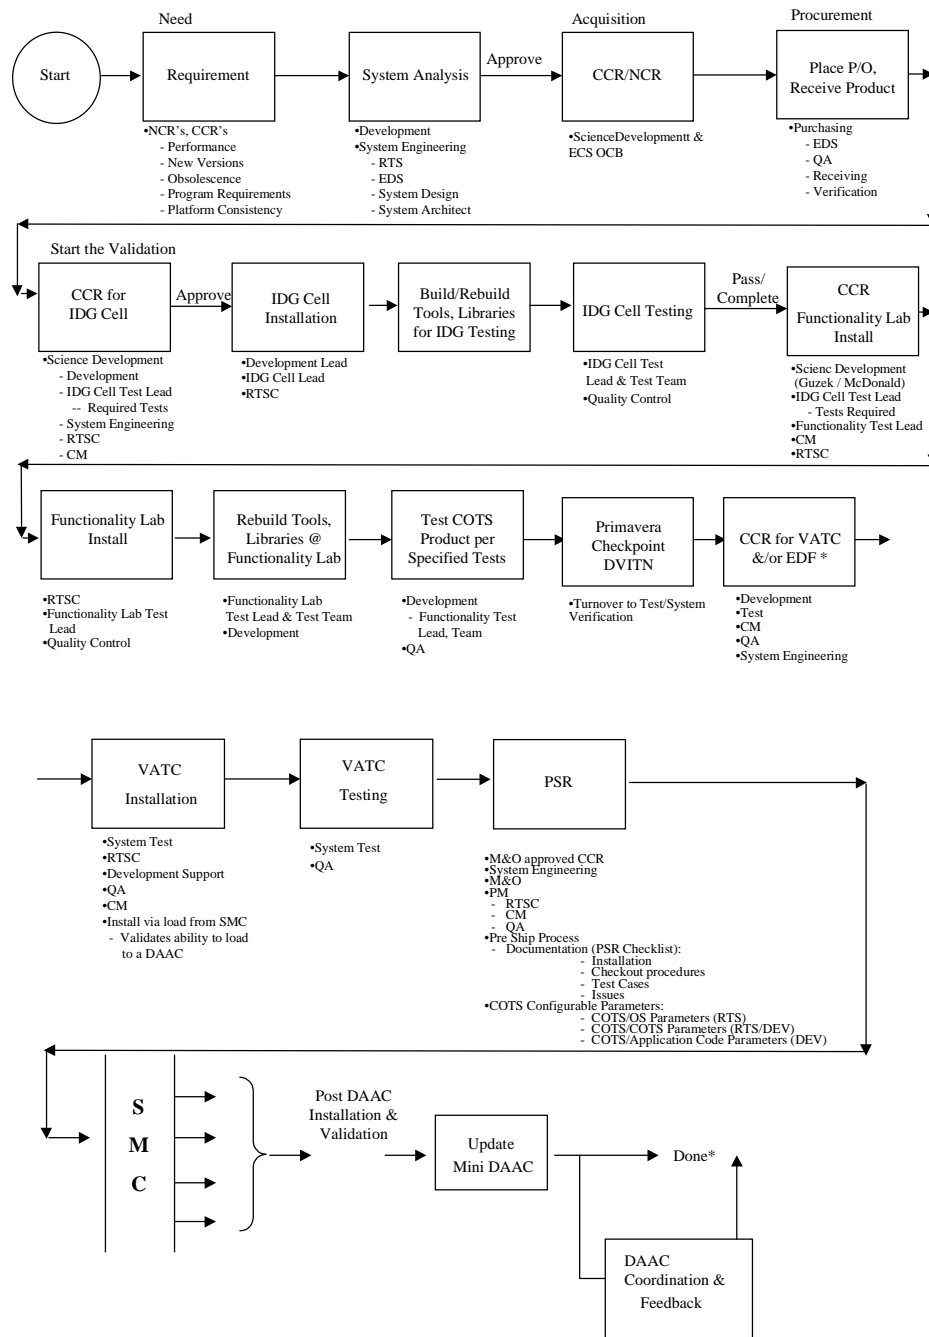 Need
Acquisition
Procurement
Start
Requirement
System Analysis
Approve
CCR/NCR
Place P/O,
Receive Product
•NCR's, CCR's
- Performance
- New Versions
- Obsolescence
- Program Requirements
- Platform Consistency
•Development
•System Engineering
- RTS
- EDS
- System Design
- System Architect
•ScienceDevelopmentt &
ECS OCB
•Purchasing
- EDS
- QA
- Receiving
- Verification
Start the Validation
CCR for
IDG Cell
Approve
IDG Cell
Installation
Build/Rebuild
Tools, Libraries
for IDG Testing
IDG Cell Testing
Pass/
Complete
CCR
Functionality Lab
Install
•Science Development
- Development
- IDG Cell Test Lead
-- Required Tests
- System Engineering
- RTSC
- CM
•Development Lead
•IDG Cell Lead
•RTSC
•IDG Cell Test
Lead & Test Team
•Quality Control
•Scienc Development
(Guzek / McDonald)
•IDG Cell Test Lead
- Tests Required
•Functionality Test Lead
•CM
•RTSC
Functionality Lab
Install
Rebuild Tools,
Libraries @
Functionality Lab
Test COTS
Product per
Specified Tests
Primavera
Checkpoint
DVITN
CCR for VATC
&/or EDF *
•RTSC
•Functionality Lab Test
Lead
•Quality Control
•Functionality Lab
Test Lead & Test Team
•Development
•Development
- Functionality Test
Lead, Team
•QA
•Turnover to Test/System
Verification
•Development
•Test
•CM
•QA
•System Engineering
VATC
Installation
VATC
Testing
PSR
•System Test
•RTSC
•Development Support
•QA
•CM
•Install via load from SMC
- Validates ability to load
to a DAAC
•System Test
•QA
•M&O approved CCR
•System Engineering
•M&O
•PM
- RTSC
- CM
- QA
•Pre Ship Process
- Documentation (PSR Checklist):
- Installation
- Checkout procedures
- Test Cases
- Issues
•COTS Configurable Parameters:
- COTS/OS Parameters (RTS)
- COTS/COTS Parameters (RTS/DEV)
- COTS/Application Code Parameters (DEV)
S
M
C
Post DAAC
Installation &
Validation
Update
Mini DAAC
Done*
DAAC
Coordination &
Feedback